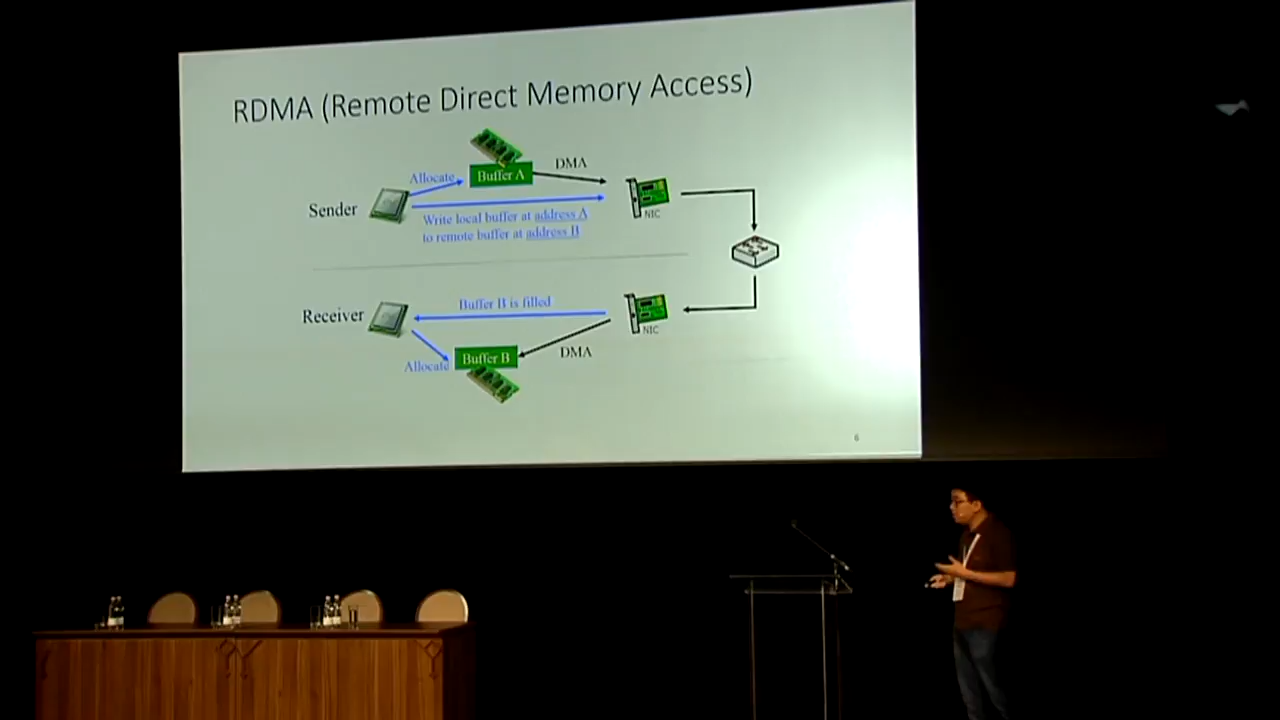 RDMA (Remote Direct Memory Access)
Allocate
Buffer A
DMA
Sender
Write local buffer at address A
to remote buffer at address B
NIC
Receiver
Buffer B is filled
NIC
Allocate
Buffer B
DMA
6